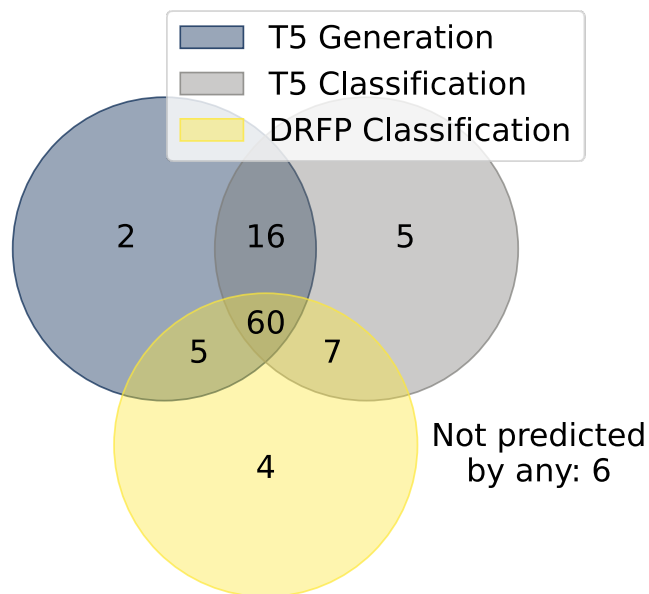 T5 Generation
T5 Classification
DRFP Classification
2
16
5
60
5
7
Not predicted
by any: 6
4